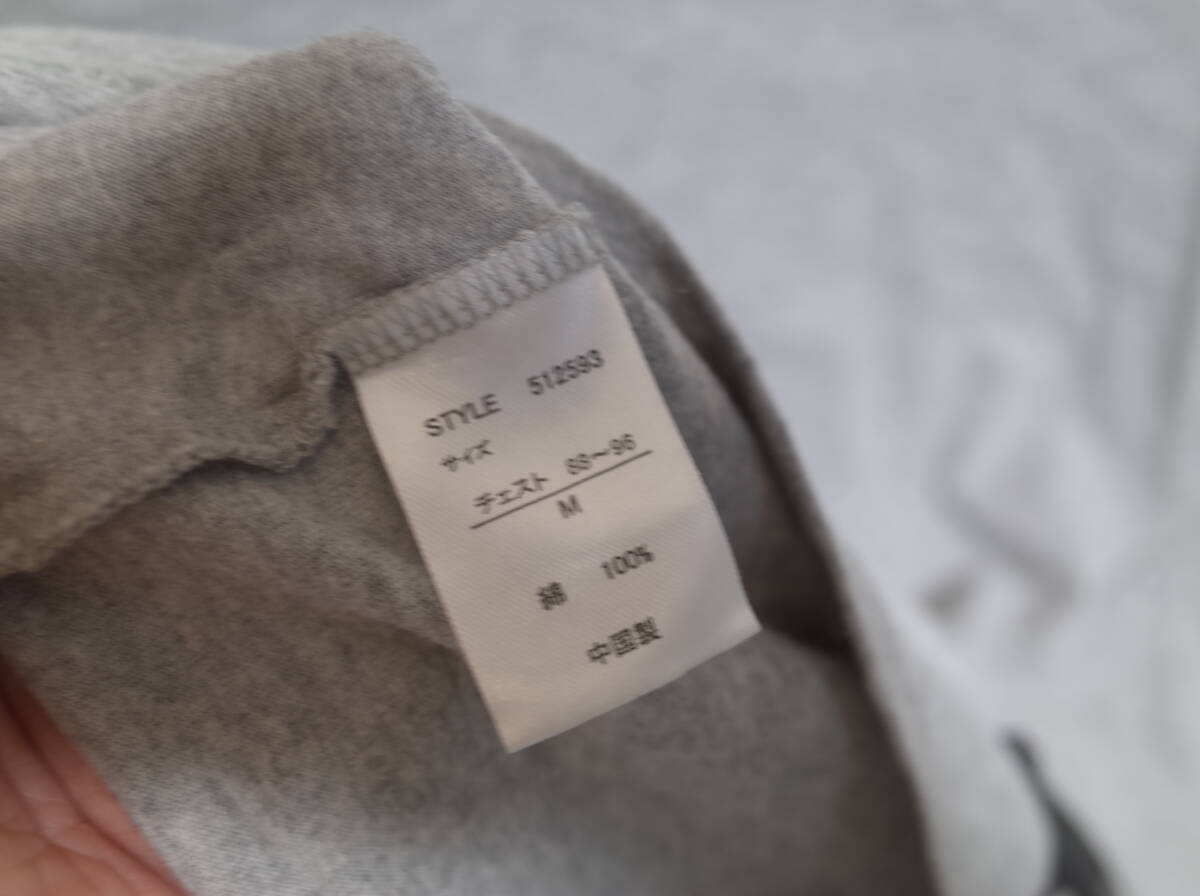 STYLE 512593
サイズ
チェスト 88～96
M
綿 100%
中国製